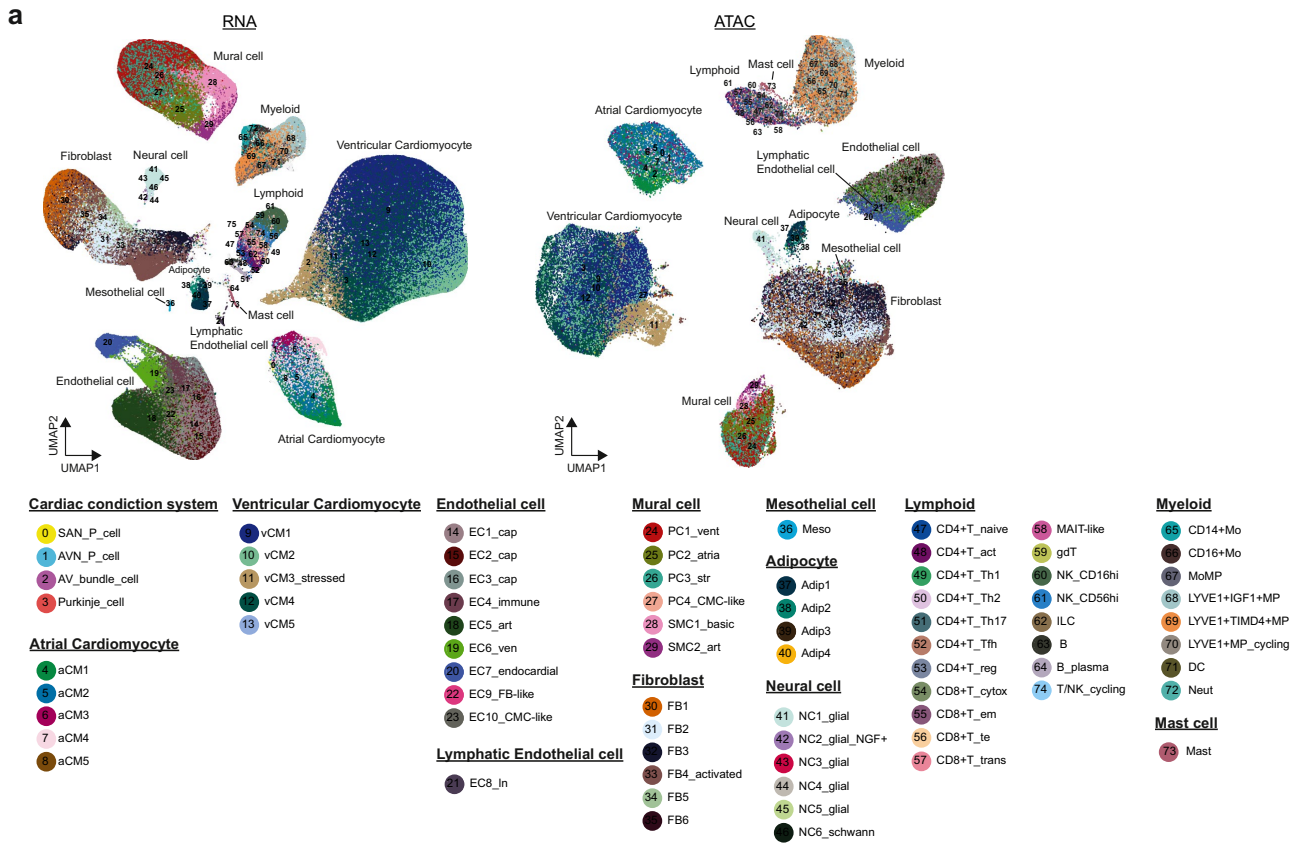 a
RNA
ATAC
Mural cell
Myeloid
Fibroblast
Neural cell
Ventricular Cardiomyocyte
Lymphoid
Adipocyte
Mesothelial cell
Mast cell
Lymphatic
Endothelial cell
Endothelial cell
Atrial Cardiomyocyte
UMAP2
UMAP1
Lymphoid
Mast cell
Myeloid
Atrial Cardiomyocyte
Endothelial cell
Lymphatic
Endothelial cell
Ventricular Cardiomyocyte
Neural cell
Adipocyte
Mesothelial cell
Fibroblast
Mural cell
UMAP2
UMAP1
Cardiac condiction system
0 SAN_P_cell
1 AVN_P_cell
2 AV_bundle_cell
3 Purkinje_cell
Atrial Cardiomyocyte
4 aCM1
5 aCM2
6 aCM3
7 aCM4
8 aCM5
Ventricular Cardiomyocyte
9 vCM1
10 vCM2
11 vCM3_stressed
12 vCM4
13 vCM5
Endothelial cell
14 EC1_cap
15 EC2_cap
16 EC3_cap
17 EC4_immune
18 EC5_art
19 EC6_ven
20 EC7_endocardial
22 EC9_FB-like
23 EC10_CMC-like
Lymphatic Endothelial cell
21 EC8_ln
Mural cell
24 PC1_vent
25 PC2_atria
26 PC3_str
27 PC4_CMC-like
28 SMC1_basic
29 SMC2_art
Fibroblast
30 FB1
31 FB2
32 FB3
33 FB4_activated
34 FB5
35 FB6
Mesothelial cell
36 Meso
Adipocyte
37 Adip1
38 Adip2
39 Adip3
40 Adip4
Neural cell
41 NC1_glial
42 NC2_glial_NGF+
43 NC3_glial
44 NC4_glial
45 NC5_glial
46 NC6_schwann
Lymphoid
47 CD4+T_naive
48 CD4+T_act
49 CD4+T_Th1
50 CD4+T_Th2
51 CD4+T_Th17
52 CD4+T_Tfh
53 CD4+T_reg
54 CD8+T_cytox
55 CD8+T_em
56 CD8+T_te
57 CD8+T_trans
58 MAIT-like
59 gdT
60 NK_CD16hi
61 NK_CD56hi
62 ILC
63 B
64 B_plasma
74 T/NK_cycling
Myeloid
65 CD14+Mo
66 CD16+Mo
67 MoMP
68 LYVE1+IGF1+MP
69 LYVE1+TIMD4+MP
70 LYVE1+MP_cycling
71 DC
72 Neut
Mast cell
73 Mast